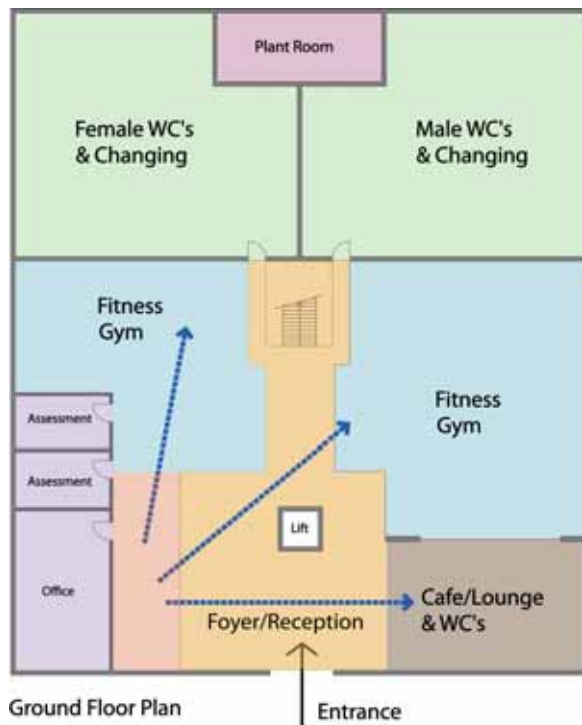 Plant Room
Female WC's
& Changing
Male WC's
& Changing
Fitness
Gym
Fitness
Gym
Assessment
Assessment
Lift
Office
Cafe/Lounge
& WC's
Foyer/Reception
Ground Floor Plan
Entrance